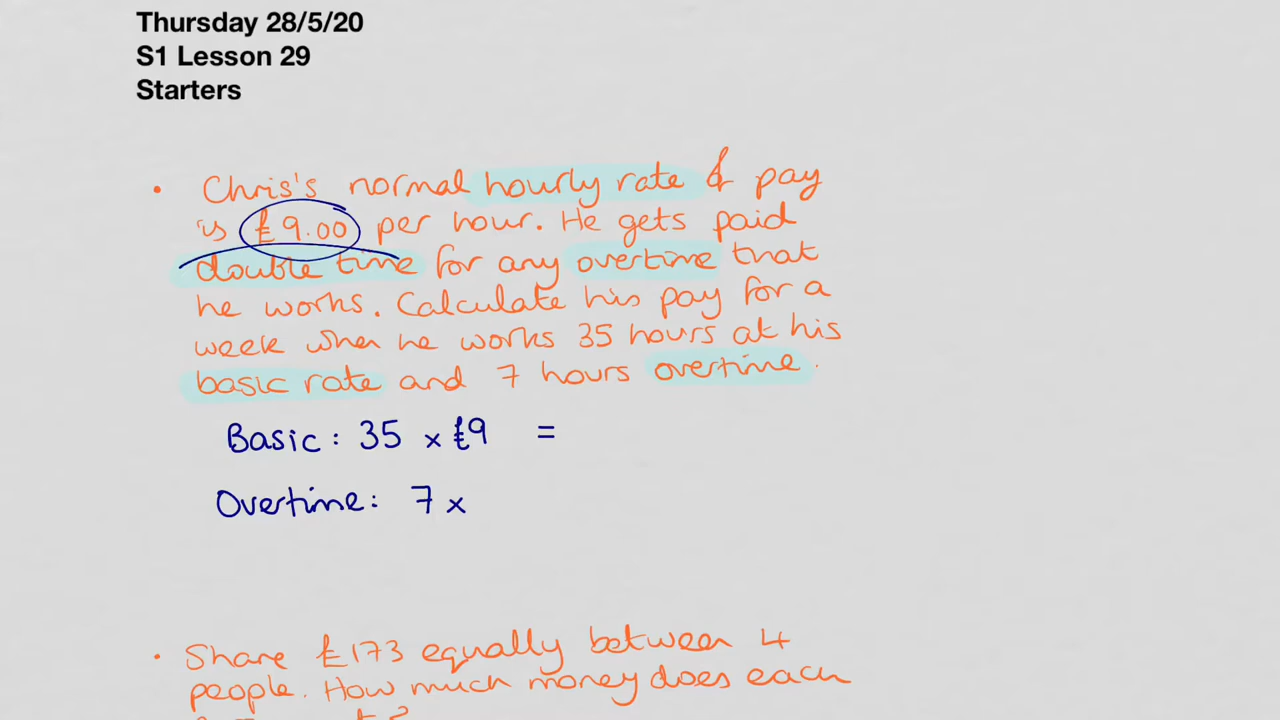 Thursday 28/5/20
S1 Lesson 29
Starters
• Chris's normal hourly rate of pay
is £9.00 per hour. He gets paid
double time for any overtime that
he works. Calculate his pay for a
week when he works 35 hours at his
basic rate and 7 hours overtime.
Basic: 35 × £9 =
Overtime: 7 ×
• Share £173 equally between 4
people. How much money does each